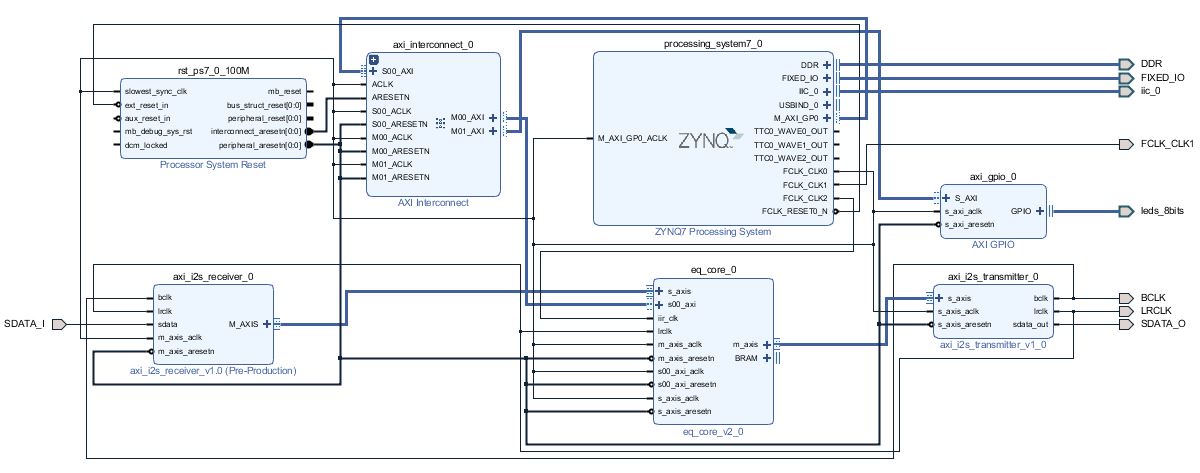 rst_ps7_0_100M
slowest_sync_clk
ext_reset_in
aux_reset_in
mb_debug_sys_rst
dcm_locked
mb_reset
bus_struct_reset[0:0]
peripheral_reset[0:0]
interconnect_aresetn[0:0]
peripheral_aresetn[0:0]
Processor System Reset
axi_interconnect_0
S00_AXI
ACLK
ARESETN
S00_ACLK
S00_ARESETN
M00_ACLK
M00_ARESETN
M01_ACLK
M01_ARESETN
M00_AXI
M01_AXI
AXI Interconnect
processing_system7_0
M_AXI_GP0_ACLK
ZYNQ
DDR
FIXED_IO
IIC_0
USBIND_0
M_AXI_GP0
TTC0_WAVE0_OUT
TTC0_WAVE1_OUT
TTC0_WAVE2_OUT
FCLK_CLK0
FCLK_CLK1
FCLK_CLK2
FCLK_RESET0_N
ZYNQ7 Processing System
DDR
FIXED_IO
iic_0
FCLK_CLK1
axi_gpio_0
S_AXI
s_axi_aclk
s_axi_aresetn
GPIO
AXI GPIO
leds_8bits
SDATA_I
axi_i2s_receiver_0
bclk
lrclk
sdata
m_axis_aclk
m_axis_aresetn
M_AXIS
axi_i2s_receiver_v1.0 (Pre-Production)
eq_core_0
s_axis
s00_axi
iir_clk
lrclk
m_axis_aclk
m_axis_aresetn
s00_axi_aclk
s00_axi_aresetn
s_axis_aclk
s_axis_aresetn
m_axis
BRAM
eq_core_v2_0
axi_i2s_transmitter_0
s_axis
s_axis_aclk
s_axis_aresetn
bclk
lrclk
sdata_out
axi_i2s_transmitter_v1_0
BCLK
LRCLK
SDATA_O